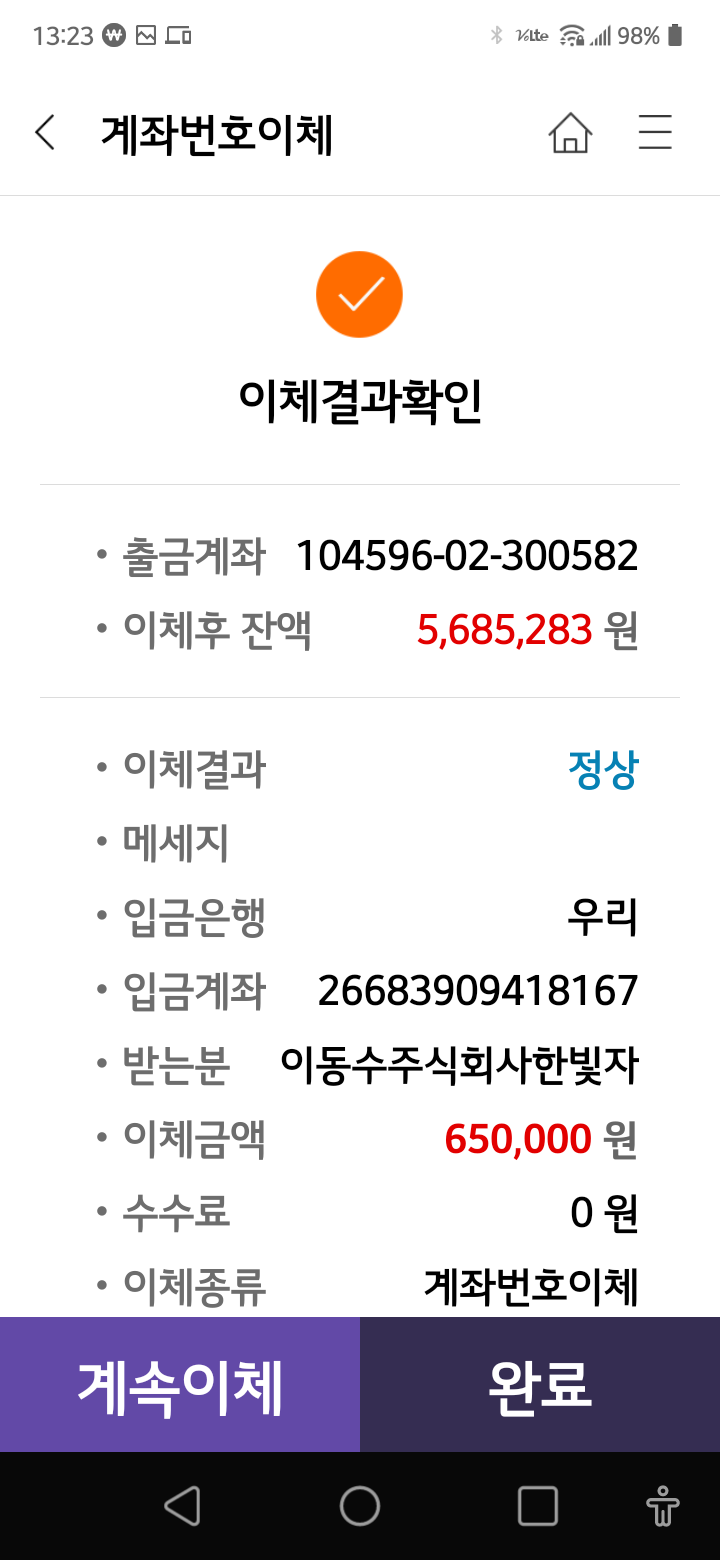 13:23 98%
계좌번호이체
이체결과확인
• 출금계좌 104596-02-300582
• 이체후 잔액 5,685,283 원
• 이체결과 정상
• 메세지
• 입금은행 우리
• 입금계좌 26683909418167
• 받는분 이동수주식회사한빛자
• 이체금액 650,000 원
• 수수료 0 원
• 이체종류 계좌번호이체
계속이체 완료